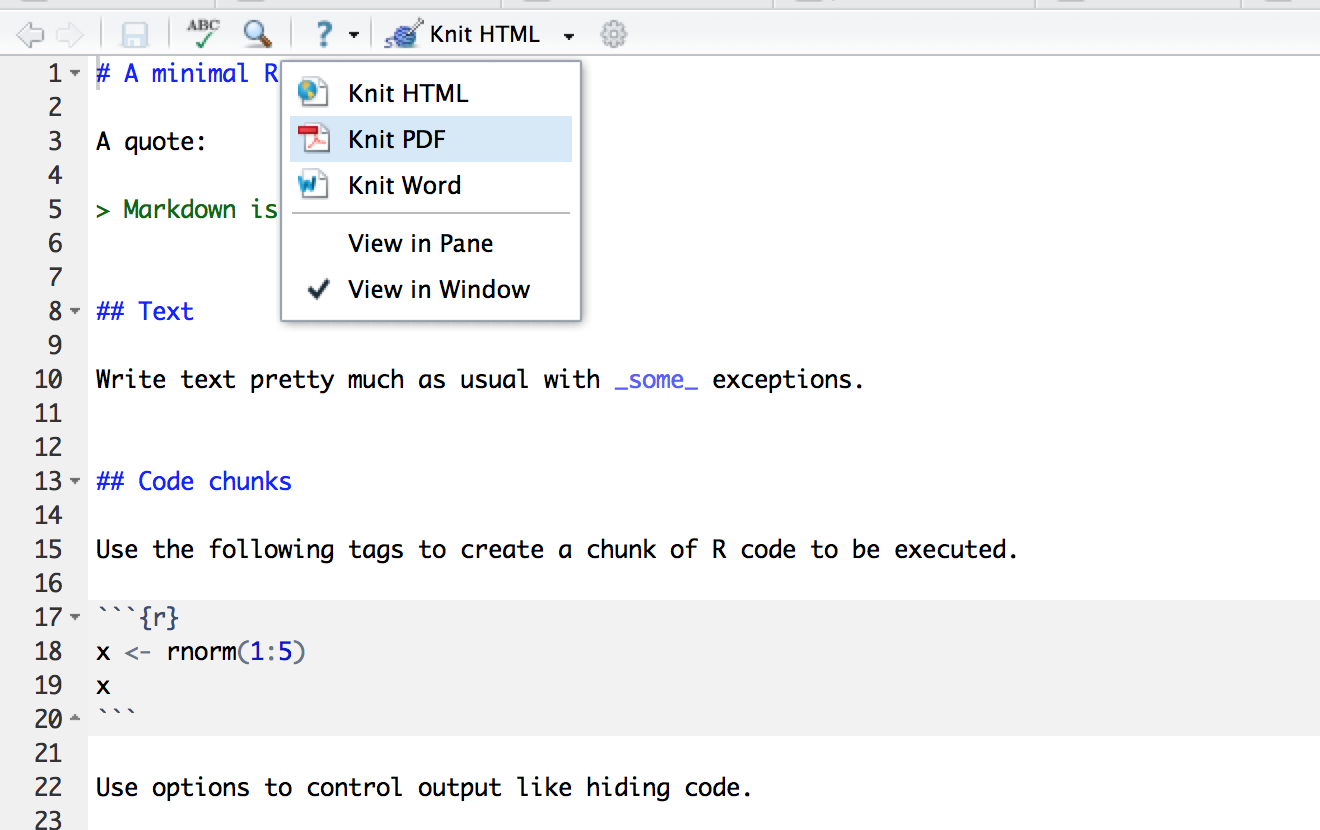 ABC ? Knit HTML
Knit HTML
Knit PDF
Knit Word
View in Pane
View in Window
1 # A minimal R
2
3 A quote:
4
5 > Markdown is
6
7
8 ## Text
9
10 Write text pretty much as usual with _some_ exceptions.
11
12
13 ## Code chunks
14
15 Use the following tags to create a chunk of R code to be executed.
16
17 ```{r}
18 x <- rnorm(1:5)
19 x
20 ```
21
22 Use options to control output like hiding code.
23